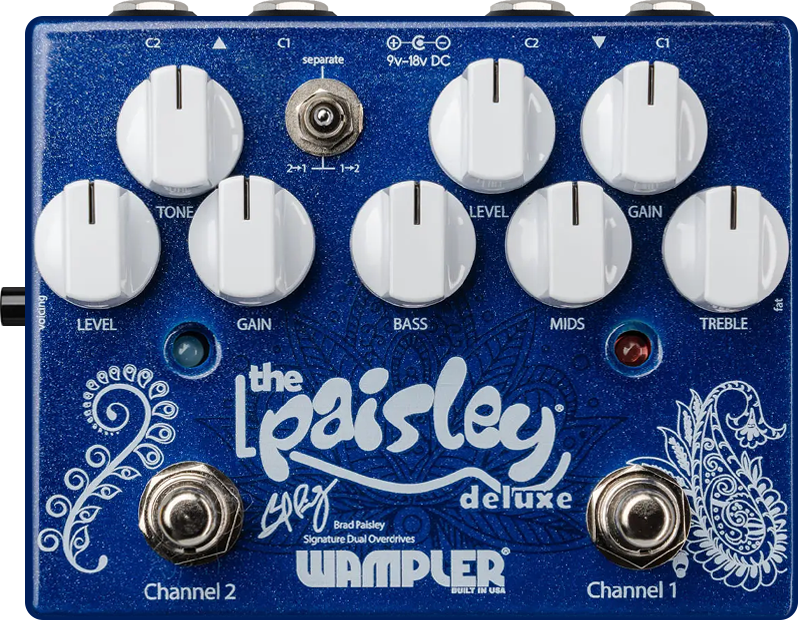 C2 ▲ C1
C2 ▼ C1
9v-18v DC
separate
2→1 1→2
TONE
LEVEL
GAIN
voicing
LEVEL
GAIN
BASS
MIDS
TREBLE
fat
the
paisley®
deluxe
Brad Paisley
Signature Dual Overdrives
WAMPLER®
BUILT IN USA
Channel 2
Channel 1